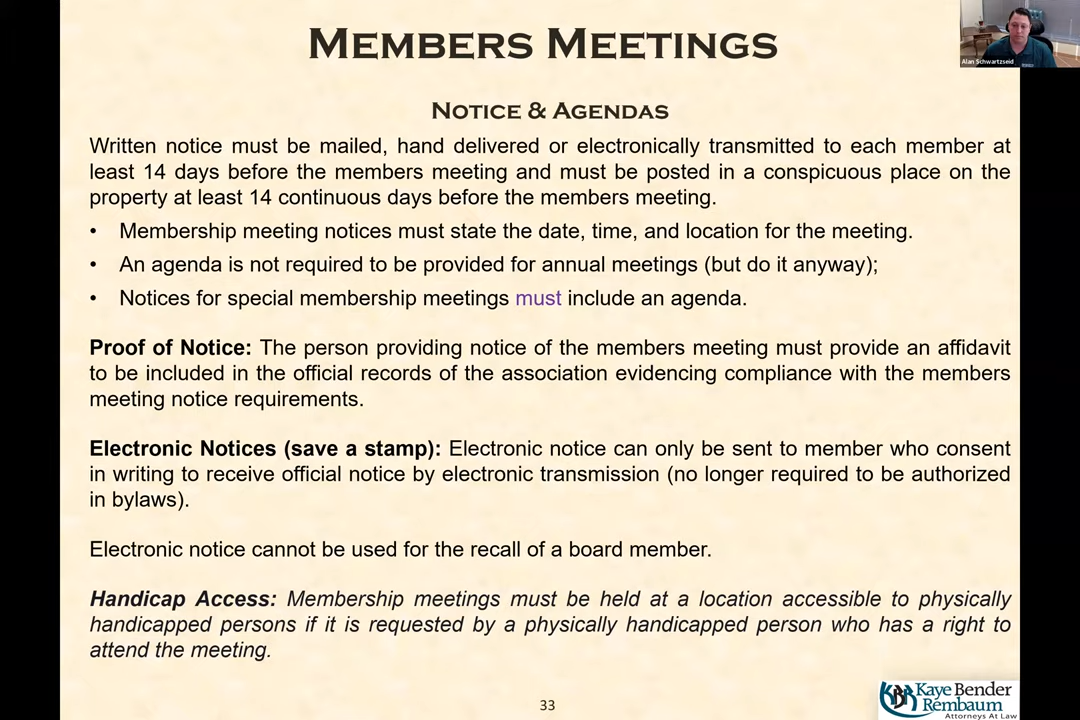 MEMBERS MEETINGS
Alan Schwartzseid
NOTICE & AGENDAS
Written notice must be mailed, hand delivered or electronically transmitted to each member at
least 14 days before the members meeting and must be posted in a conspicuous place on the
property at least 14 continuous days before the members meeting.
• Membership meeting notices must state the date, time, and location for the meeting.
• An agenda is not required to be provided for annual meetings (but do it anyway);
• Notices for special membership meetings must include an agenda.
Proof of Notice: The person providing notice of the members meeting must provide an affidavit
to be included in the official records of the association evidencing compliance with the members
meeting notice requirements.
Electronic Notices (save a stamp): Electronic notice can only be sent to member who consent
in writing to receive official notice by electronic transmission (no longer required to be authorized
in bylaws).
Electronic notice cannot be used for the recall of a board member.
Handicap Access: Membership meetings must be held at a location accessible to physically
handicapped persons if it is requested by a physically handicapped person who has a right to
attend the meeting.
33
KBR Kaye Bender
Rembaum
Attorneys At Law